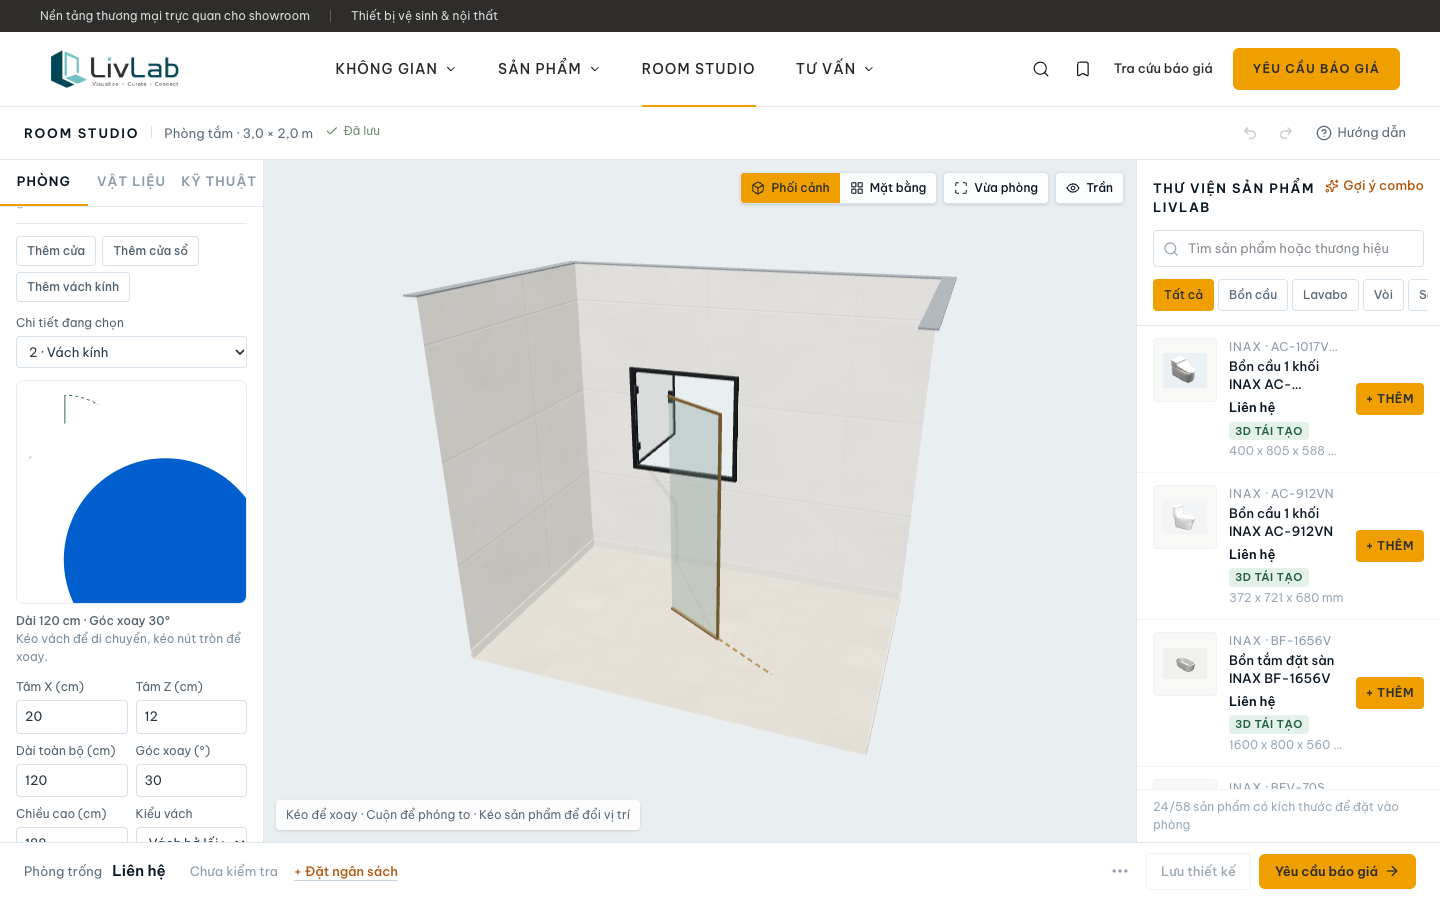 Nền tảng thương mại trực quan cho showroom
Thiết bị vệ sinh & nội thất
LivLab
Visualize • Curate • Connect
KHÔNG GIAN
SẢN PHẨM
ROOM STUDIO
TƯ VẤN
Tra cứu báo giá
YÊU CẦU BÁO GIÁ
ROOM STUDIO
Phòng tắm · 3,0 × 2,0 m
Đã lưu
Hướng dẫn
PHÒNG
VẬT LIỆU
KỸ THUẬT
Thêm cửa
Thêm cửa sổ
Thêm vách kính
Chi tiết đang chọn
2 · Vách kính
Dài 120 cm · Góc xoay 30°
Kéo vách để di chuyển, kéo nút tròn để
xoay.
Tâm X (cm)
Tâm Z (cm)
20
12
Dài toàn bộ (cm)
Góc xoay (°)
120
30
Chiều cao (cm)
Kiểu vách
188
Phối cảnh
Mặt bằng
Vừa phòng
Trần
Kéo để xoay · Cuộn để phóng to · Kéo sản phẩm để đổi vị trí
THƯ VIỆN SẢN PHẨM
LIVLAB
Gợi ý combo
Tìm sản phẩm hoặc thương hiệu
Tất cả
Bồn cầu
Lavabo
Vòi
INAX · AC-1017V...
Bồn cầu 1 khối
INAX AC-...
Liên hệ
3D TÁI TẠO
400 x 805 x 588 ...
+ THÊM
INAX · AC-912VN
Bồn cầu 1 khối
INAX AC-912VN
Liên hệ
3D TÁI TẠO
372 x 721 x 680 mm
+ THÊM
INAX · BF-1656V
Bồn tắm đặt sàn
INAX BF-1656V
Liên hệ
3D TÁI TẠO
1600 x 800 x 560 ...
+ THÊM
INAX · BFV-70S
24/58 sản phẩm có kích thước để đặt vào
phòng
Phòng trống
Liên hệ
Chưa kiểm tra
+ Đặt ngân sách
Lưu thiết kế
Yêu cầu báo giá